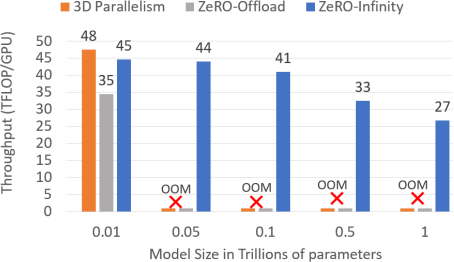 3D Parallelism ZeRO-Offload ZeRO-Infinity
Throughput (TFLOP/GPU)
50
45
40
35
30
25
20
15
10
5
0
48 35 45 44 41 33 27
OOM OOM OOM OOM
0.01 0.05 0.1 0.5 1
Model Size in Trillions of parameters